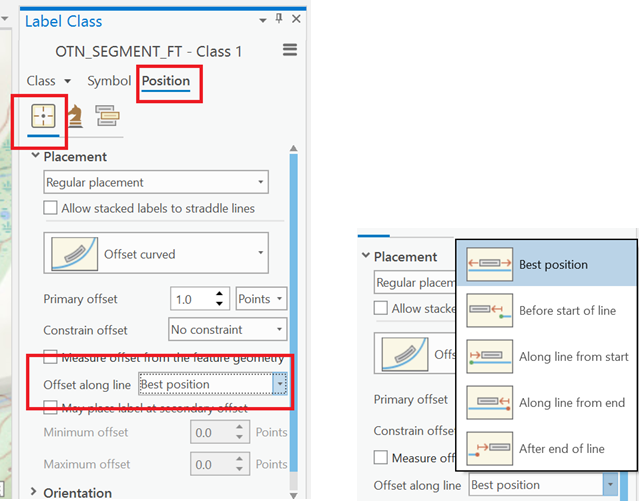 Label Class
OTN_SEGMENT_FT - Class 1
Class Symbol Position
Placement
Regular placement
Allow stacked labels to straddle lines
Offset curved
Primary offset 1.0 Points
Constrain offset No constraint
Measure offset from the feature geometry
Offset along line Best position
May place label at secondary offset
Minimum offset 0.0 Points
Maximum offset 0.0 Points
Orientation
Placement
Regular placem
Allow stacke
Offs
Primary offset
Constrain offset
Measure offs
Offset along line Best position
Best position
Before start of line
Along line from start
Along line from end
After end of line